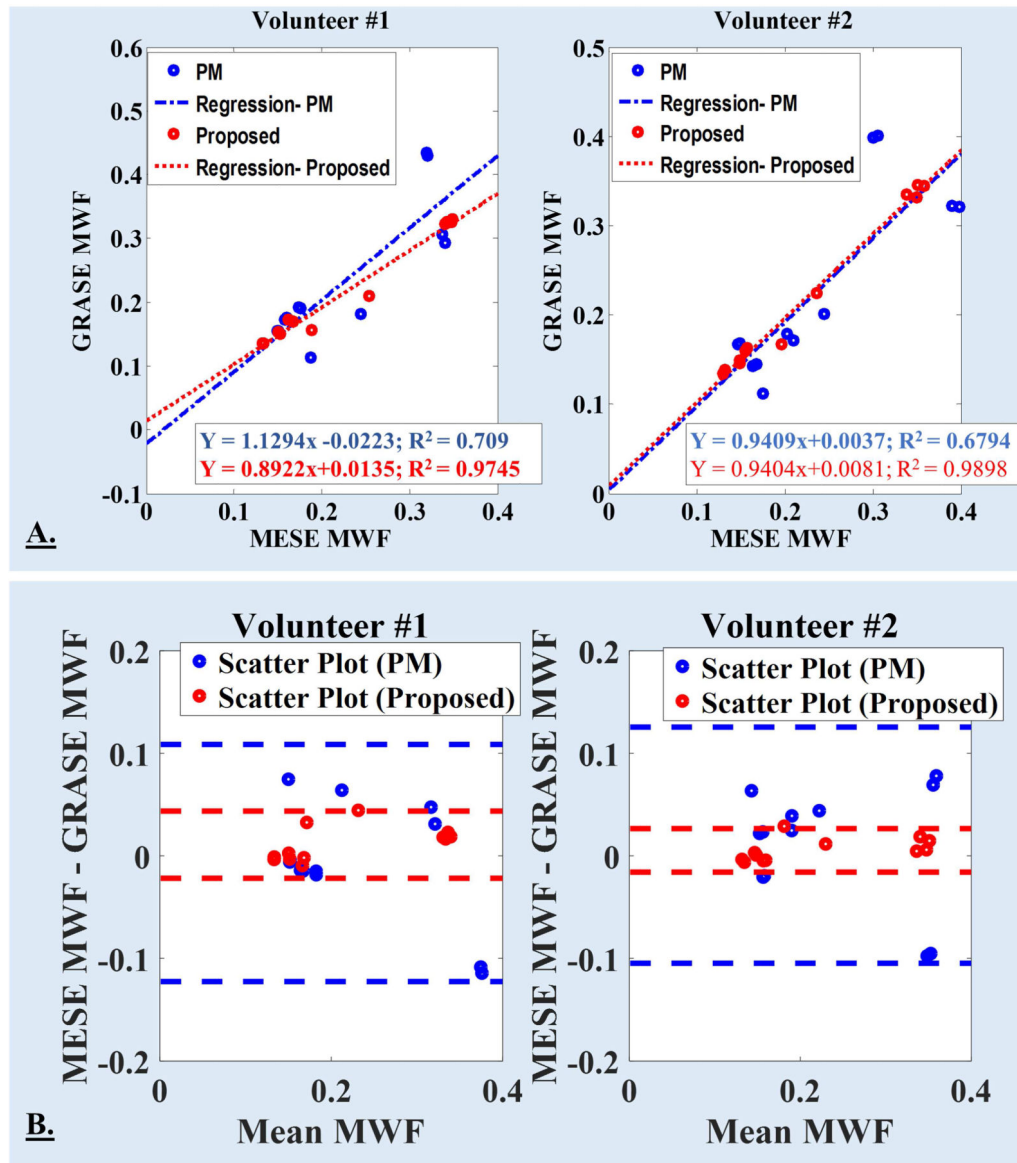 Volunteer #1
0.6
0.5
0.4
0.3
0.2
0.1
0
-0.1
GRASE MWF
PM
Regression- PM
Proposed
Regression- Proposed
Y = 1.1294x -0.0223; R² = 0.709
Y = 0.8922x+0.0135; R² = 0.9745
0 0.1 0.2 0.3 0.4
MESE MWF
Volunteer #2
0.5
0.4
0.3
0.2
0.1
0
GRASE MWF
PM
Regression- PM
Proposed
Regression- Proposed
Y = 0.9409x+0.0037; R² = 0.6794
Y = 0.9404x+0.0081; R² = 0.9898
0 0.1 0.2 0.3 0.4
MESE MWF
A.
Volunteer #1
0.2
0.1
0
-0.1
-0.2
MESE MWF - GRASE MWF
Scatter Plot (PM)
Scatter Plot (Proposed)
0 0.2 0.4
Mean MWF
Volunteer #2
0.2
0.1
0
-0.1
-0.2
MESE MWF - GRASE MWF
Scatter Plot (PM)
Scatter Plot (Proposed)
0 0.2 0.4
Mean MWF
B.